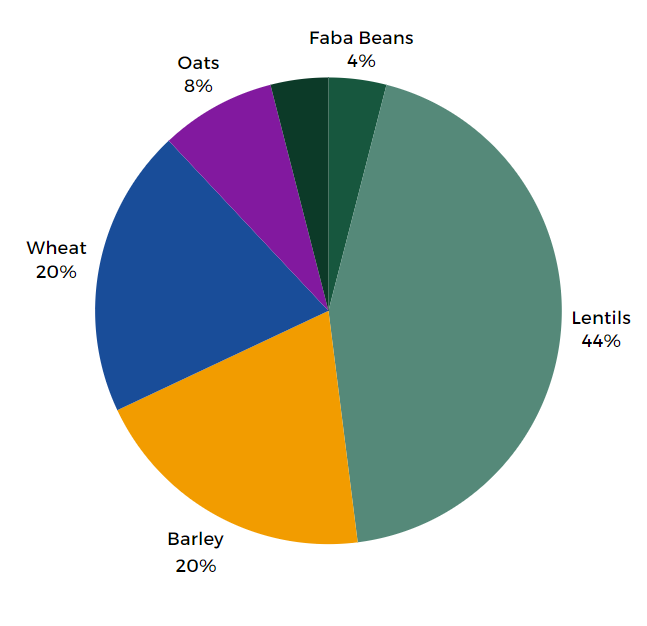 Faba Beans
4%
Oats
8%
Wheat
20%
Lentils
44%
Barley
20%